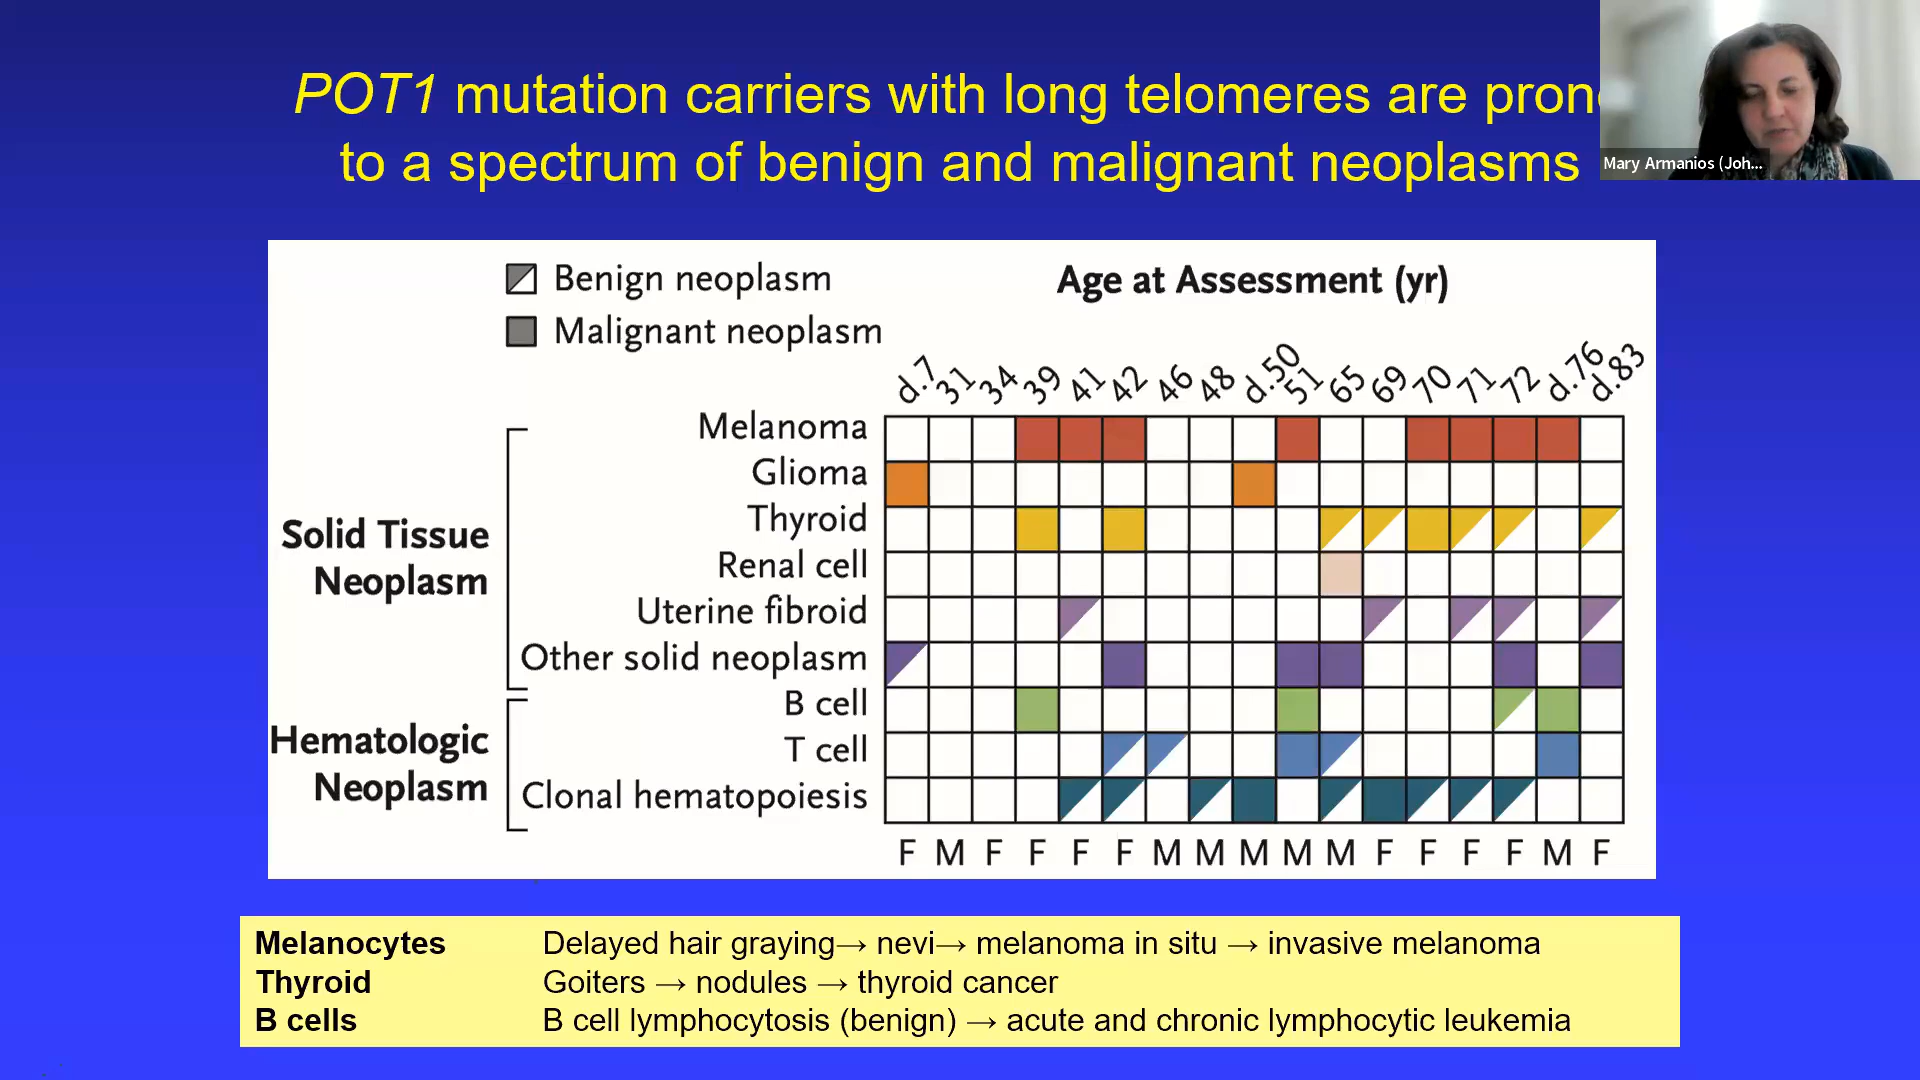 POT1 mutation carriers with long telomeres are pron
to a spectrum of benign and malignant neoplasms
Mary Armanios (Joh...
Benign neoplasm
Malignant neoplasm
Age at Assessment (yr)
d.7 31 34 39 41 42 46 48 d.50 51 65 69 70 71 72 d.76 d.83
Solid Tissue
Neoplasm
Melanoma
Glioma
Thyroid
Renal cell
Uterine fibroid
Other solid neoplasm
Hematologic
Neoplasm
B cell
T cell
Clonal hematopoiesis
F M F F F F M M M M M F F F F M F
Melanocytes Delayed hair graying→ nevi→ melanoma in situ → invasive melanoma
Thyroid Goiters → nodules → thyroid cancer
B cells B cell lymphocytosis (benign) → acute and chronic lymphocytic leukemia